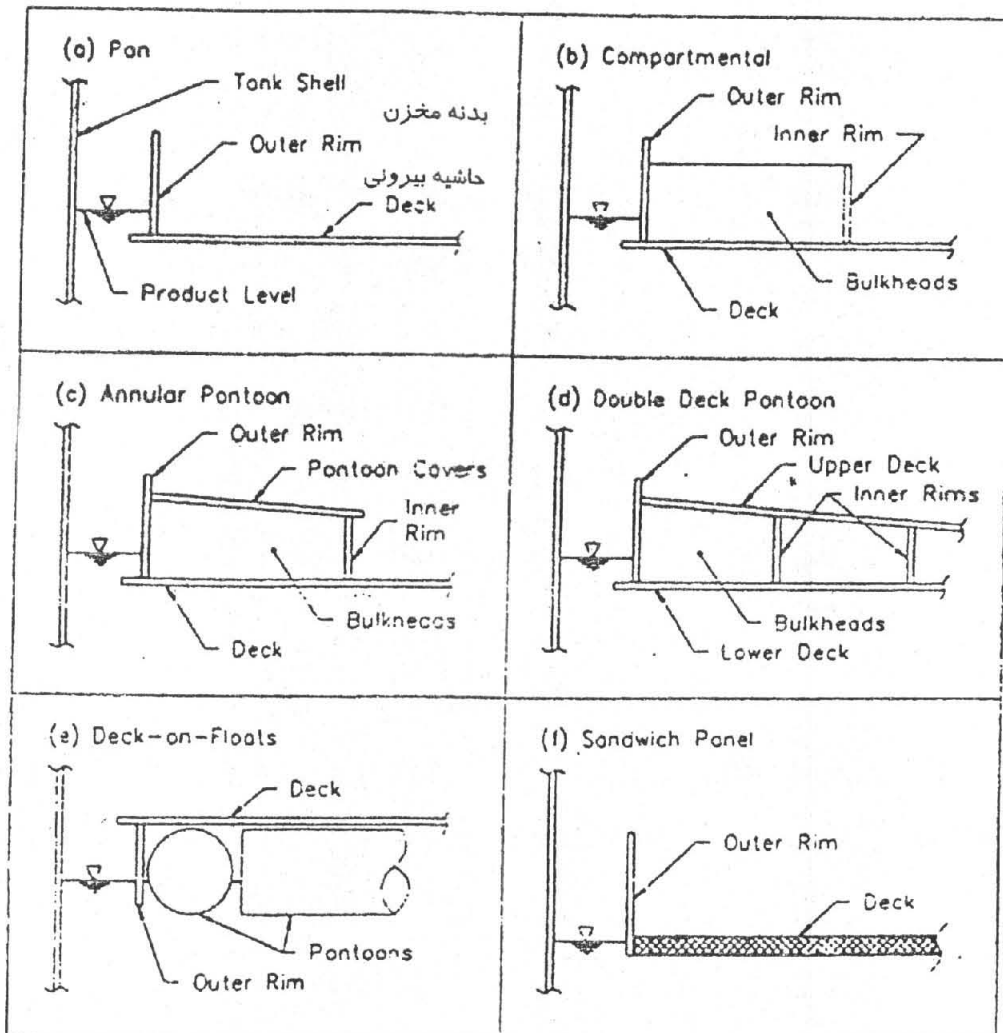 (a) Pan
Tank Shell
بدنه مخزن
Outer Rim
حاشیه بیرونی
Deck
Product Level
(b) Compartmental
Outer Rim
Inner Rim
Bulkheads
Deck
(c) Annular Pontoon
Outer Rim
Pontoon Covers
Inner
Rim
Bulkheads
Deck
(d) Double Deck Pontoon
Outer Rim
Upper Deck
Inner Rims
Bulkheads
Lower Deck
(e) Deck-on-Floats
Deck
Pontoons
Outer Rim
(f) Sandwich Panel
Outer Rim
Deck